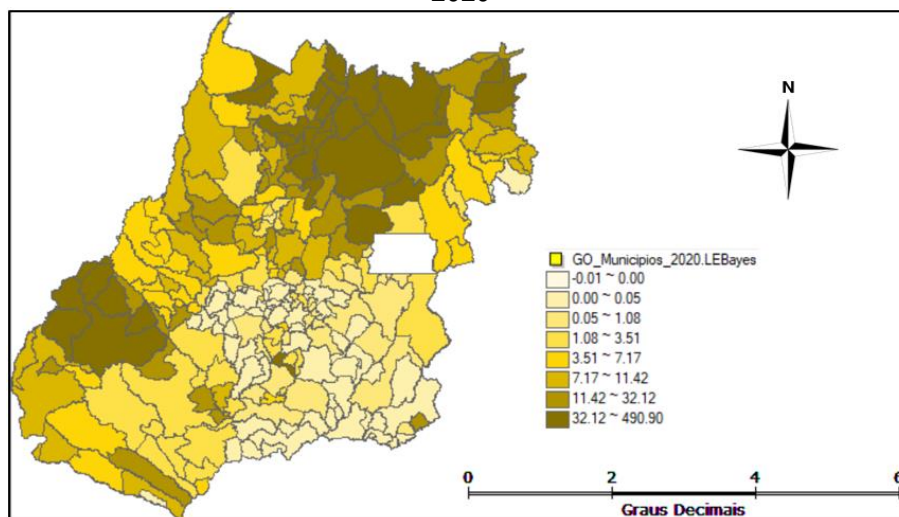 2020
N
GO_Municipios_2020.LEBayes
-0.01 ~ 0.00
0.00 ~ 0.05
0.05 ~ 1.08
1.08 ~ 3.51
3.51 ~ 7.17
7.17 ~ 11.42
11.42 ~ 32.12
32.12 ~ 490.90
0 2 4 6
Graus Decimais